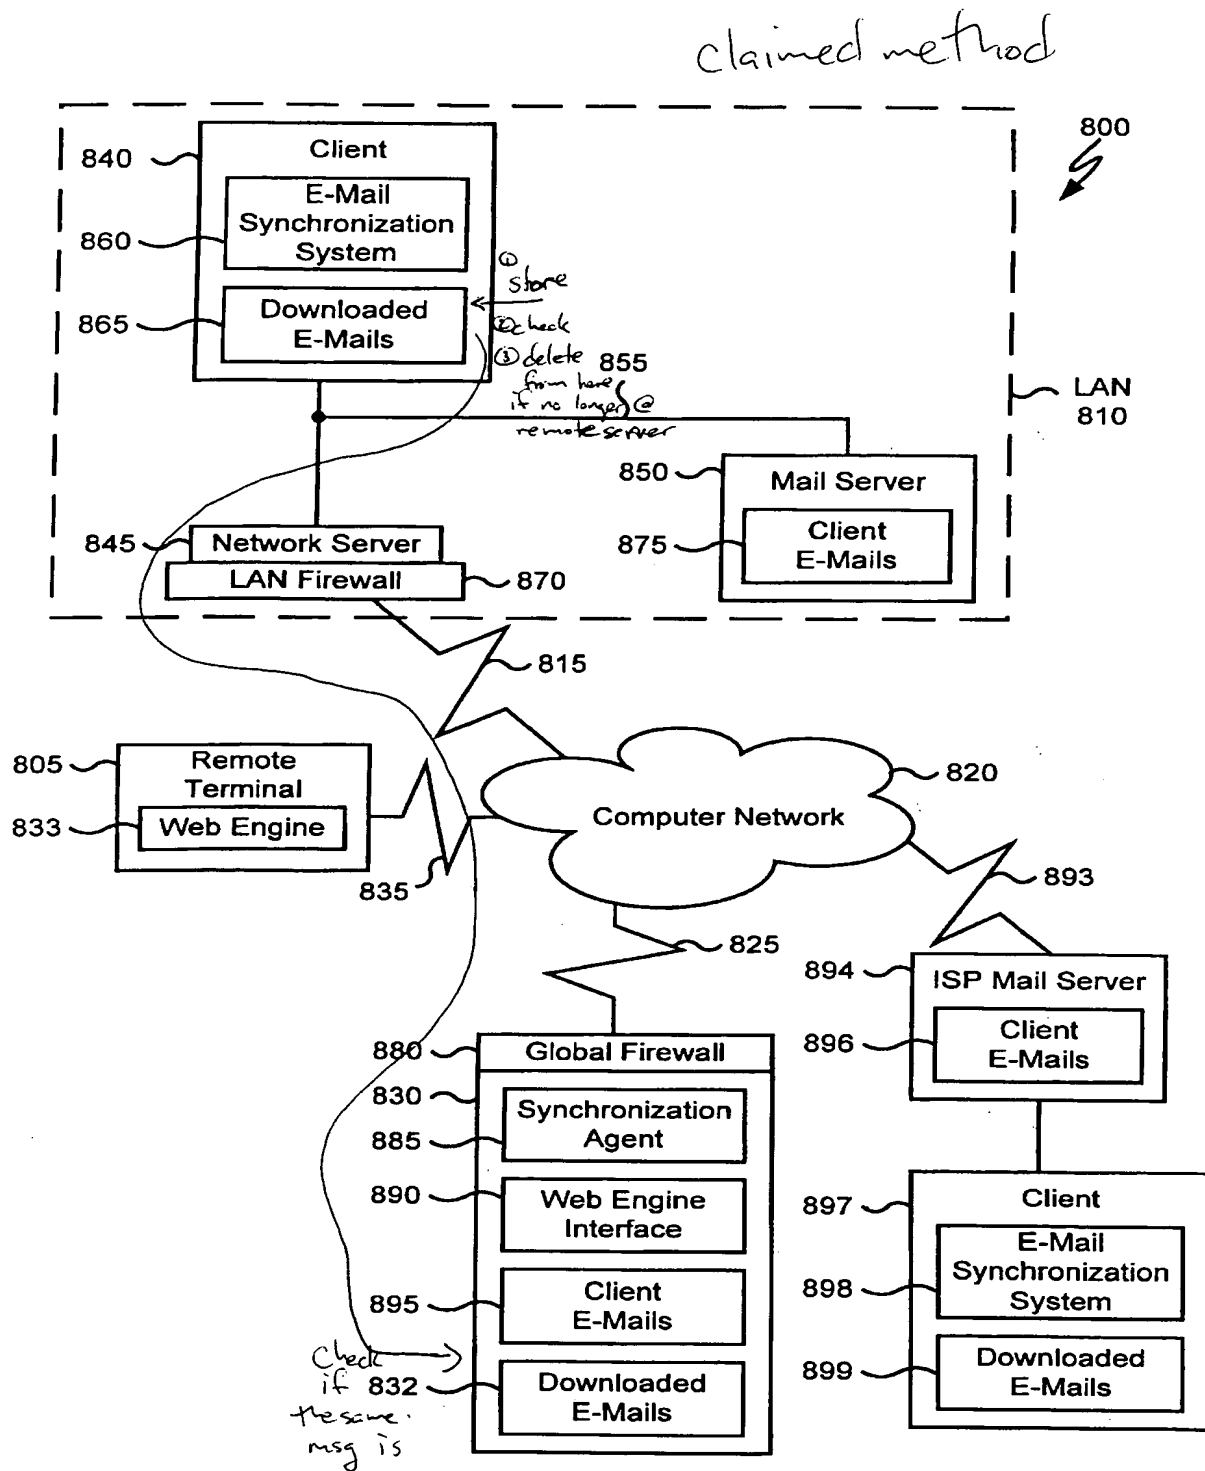 claimed method
800
840
Client
860
E-Mail
Synchronization
System
① store
865
Downloaded
E-Mails
② check
③ delete
from here
if no longer @
remote server
855
LAN
810
850
Mail Server
875
Client
E-Mails
845
Network Server
LAN Firewall
870
815
805
Remote
Terminal
833
Web Engine
835
820
Computer Network
893
825
894
ISP Mail Server
896
Client
E-Mails
880
Global Firewall
830
885
Synchronization
Agent
890
Web Engine
Interface
895
Client
E-Mails
832
Downloaded
E-Mails
Check
if
the same
msg is
897
Client
898
E-Mail
Synchronization
System
899
Downloaded
E-Mails